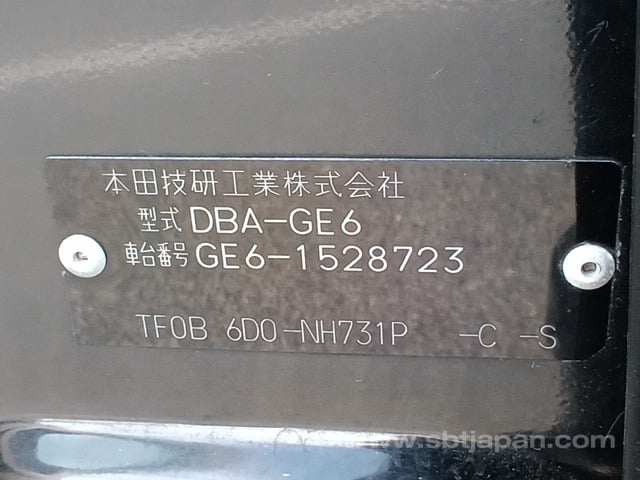 本田技研工業株式会社
型式 DBA-GE6
車台番号 GE6-1528723
TF0B 6D0-NH731P -C -S
www.sbtjapan.com